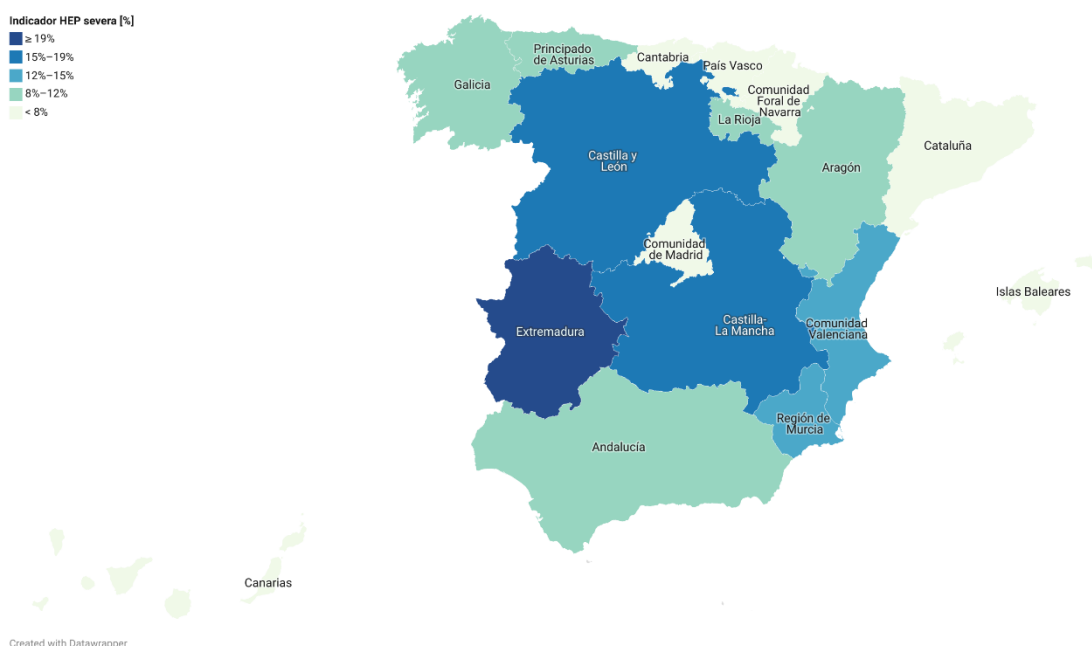 Indicador HEP severa [%]
≥ 19%
15%–19%
12%–15%
8%–12%
< 8%
Galicia
Principado
de Asturias
Cantabria
País Vasco
Comunidad
Foral de
Navarra
La Rioja
Castilla y
León
Aragón
Cataluña
Comunidad
de Madrid
Islas Baleares
Extremadura
Castilla-
La Mancha
Comunidad
Valenciana
Región de
Murcia
Andalucía
Canarias
Created with Datawrapper